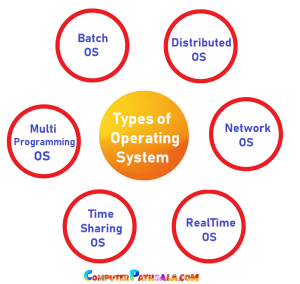 Batch
OS
Distributed
OS
Multi
Programming
OS
Types of
Operating
System
Network
OS
Time
Sharing
OS
RealTime
OS
ComputerPathsala.com